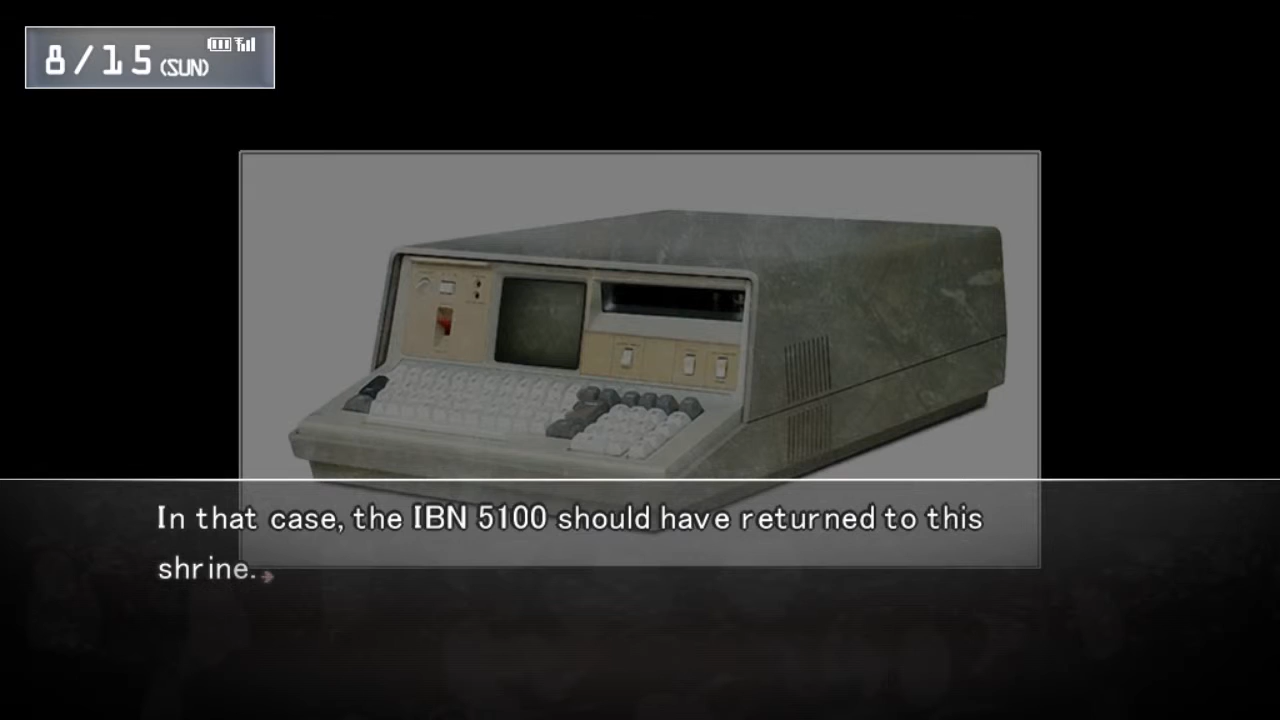 8/15(SUN)
In that case, the IBN 5100 should have returned to this
shrine.